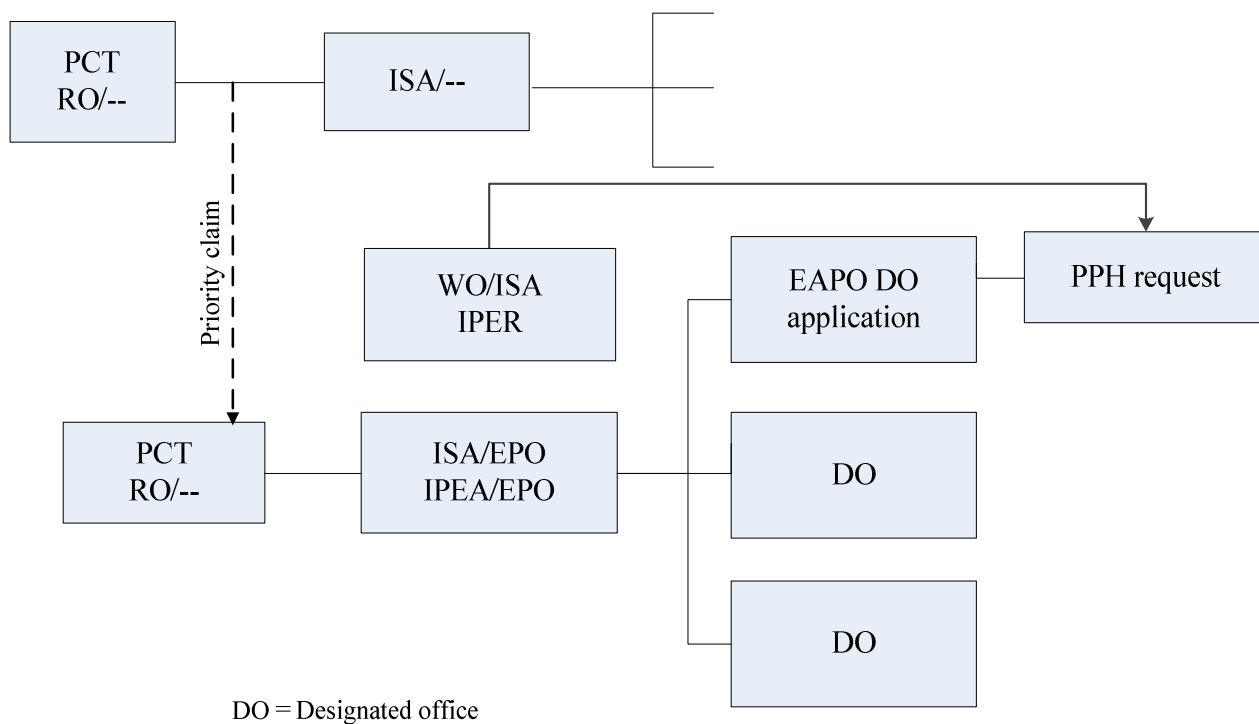 PCT
RO/--
ISA/--
Priority claim
WO/ISA
IPER
EAPO DO
application
PPH request
PCT
RO/--
ISA/EPO
IPEA/EPO
DO
DO
DO = Designated office